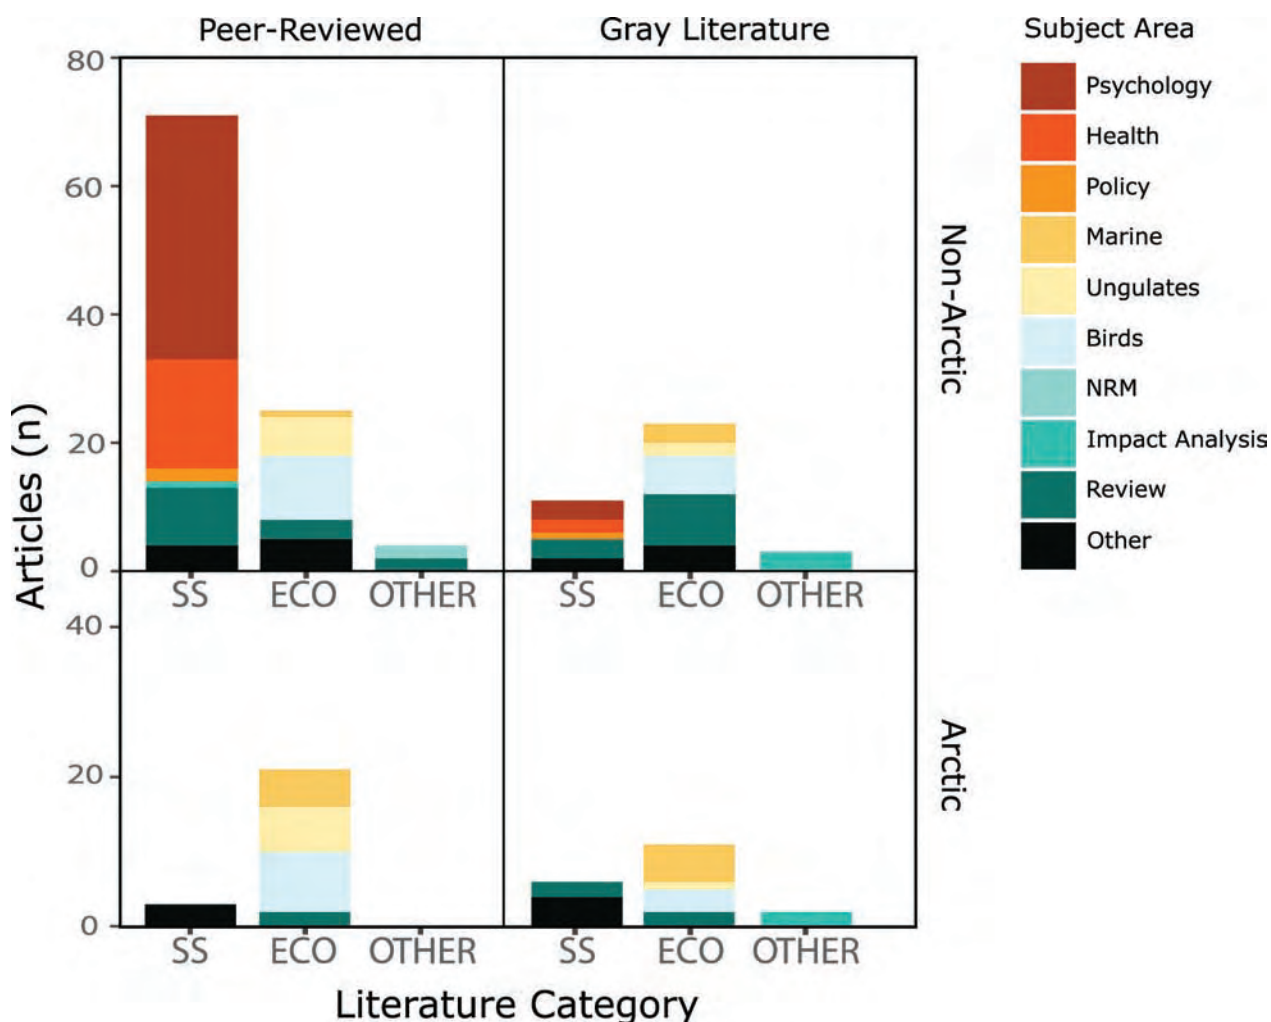 Peer-Reviewed
Gray Literature
Subject Area
Psychology
Health
Policy
Marine
Ungulates
Birds
NRM
Impact Analysis
Review
Other
Articles (n)
80
60
40
20
0
SS ECO OTHER
SS ECO OTHER
Non-Arctic
40
20
0
SS ECO OTHER
SS ECO OTHER
Arctic
Literature Category